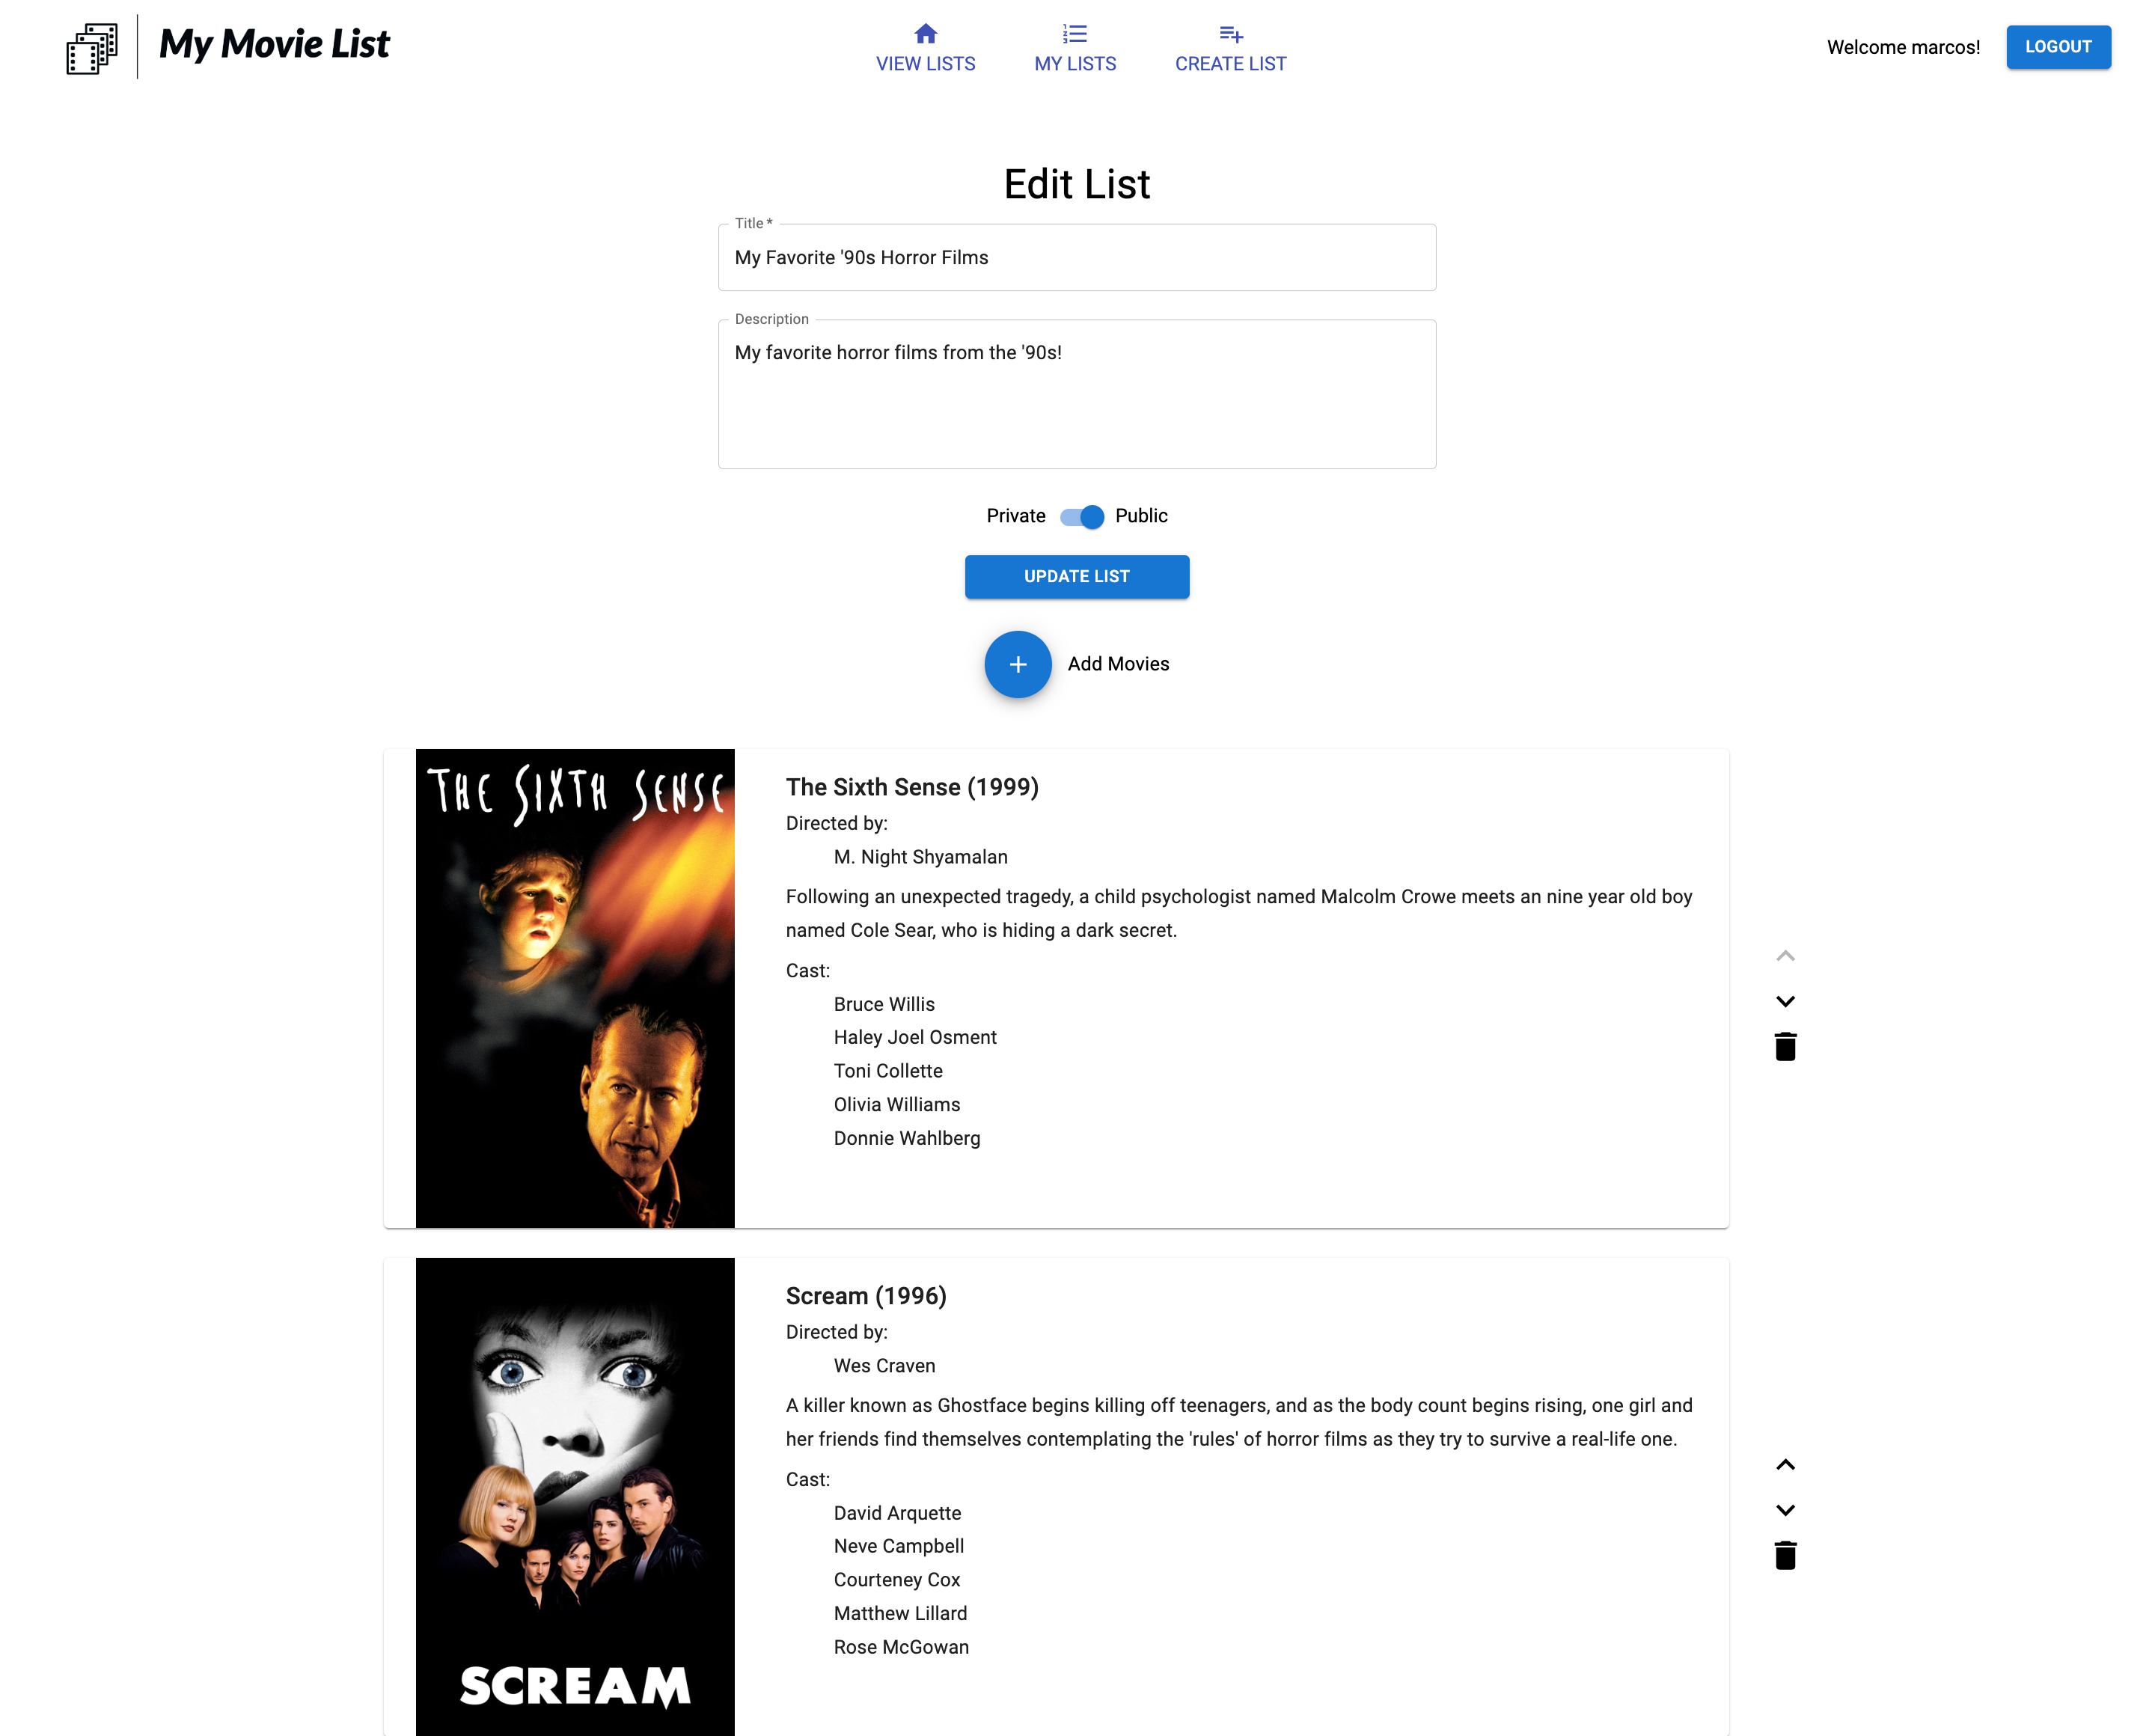 My Movie List
VIEW LISTS
MY LISTS
CREATE LIST
Welcome marcos!
LOGOUT
Edit List
Title *
My Favorite '90s Horror Films
Description
My favorite horror films from the '90s!
Private
Public
UPDATE LIST
+
Add Movies
THE SIXTH SENSE
The Sixth Sense (1999)
Directed by:
M. Night Shyamalan
Following an unexpected tragedy, a child psychologist named Malcolm Crowe meets an nine year old boy
named Cole Sear, who is hiding a dark secret.
Cast:
Bruce Willis
Haley Joel Osment
Toni Collette
Olivia Williams
Donnie Wahlberg
SCREAM
Scream (1996)
Directed by:
Wes Craven
A killer known as Ghostface begins killing off teenagers, and as the body count begins rising, one girl and
her friends find themselves contemplating the 'rules' of horror films as they try to survive a real-life one.
Cast:
David Arquette
Neve Campbell
Courteney Cox
Matthew Lillard
Rose McGowan